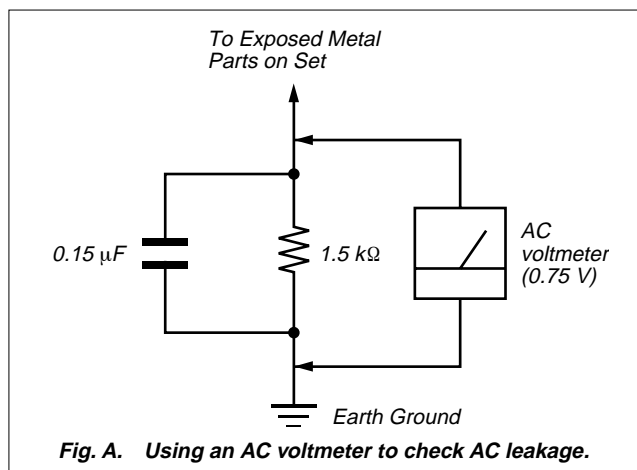 To Exposed Metal
Parts on Set
0.15 μF
1.5 kΩ
AC
voltmeter
(0.75 V)
Earth Ground
Fig. A. Using an AC voltmeter to check AC leakage.